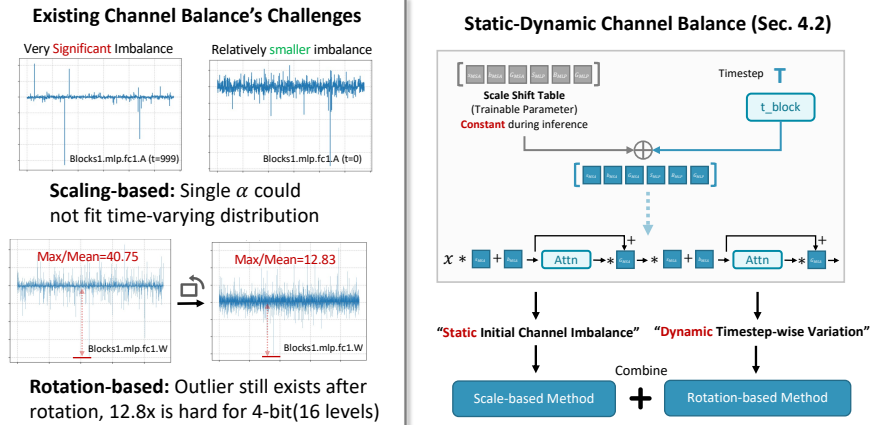 Existing Channel Balance's Challenges
Very Significant Imbalance
Relatively smaller imbalance
Blocks1.mlp.fc1.A (t=999)
Blocks1.mlp.fc1.A (t=0)
Scaling-based: Single α could
not fit time-varying distribution
Max/Mean=40.75
Max/Mean=12.83
Blocks1.mlp.fc1.W
Blocks1.mlp.fc1.W
Rotation-based: Outlier still exists after
rotation, 12.8x is hard for 4-bit(16 levels)
Static-Dynamic Channel Balance (Sec. 4.2)
Timestep T
Scale Shift Table
(Trainable Parameter)
Constant during inference
t_block
x * + Attn * + * + Attn * +
"Static Initial Channel Imbalance"
"Dynamic Timestep-wise Variation"
Combine
Scale-based Method + Rotation-based Method